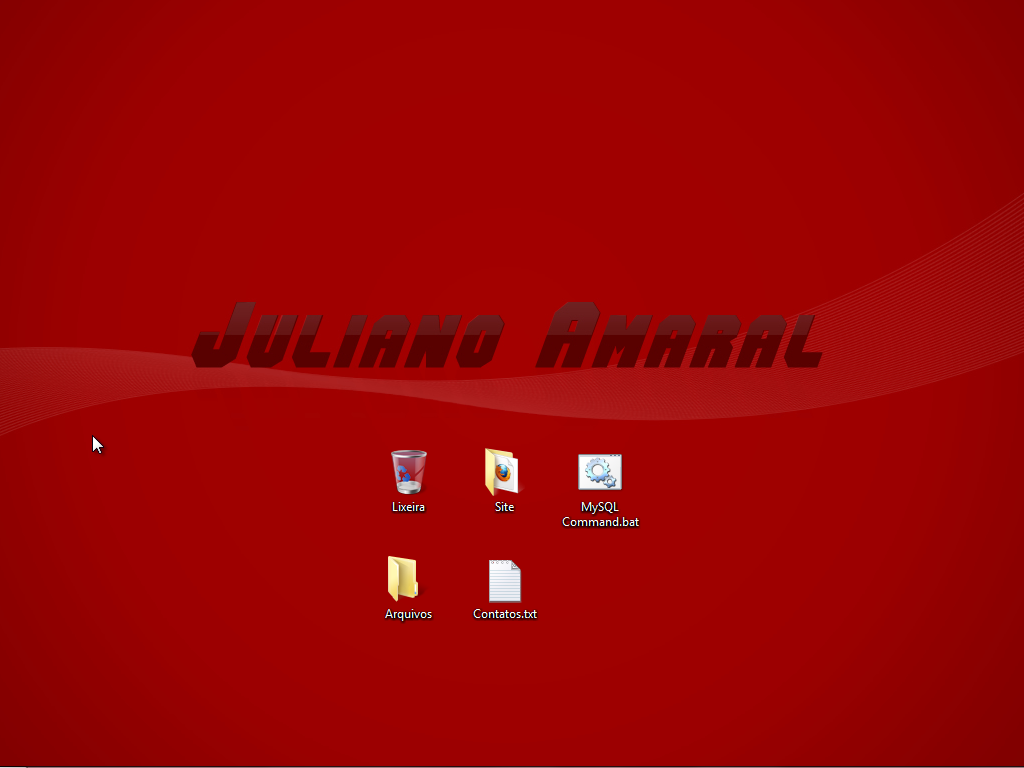 Juliano Amaral
Lixeira
Site
MySQL
Command.bat
Arquivos
Contatos.txt